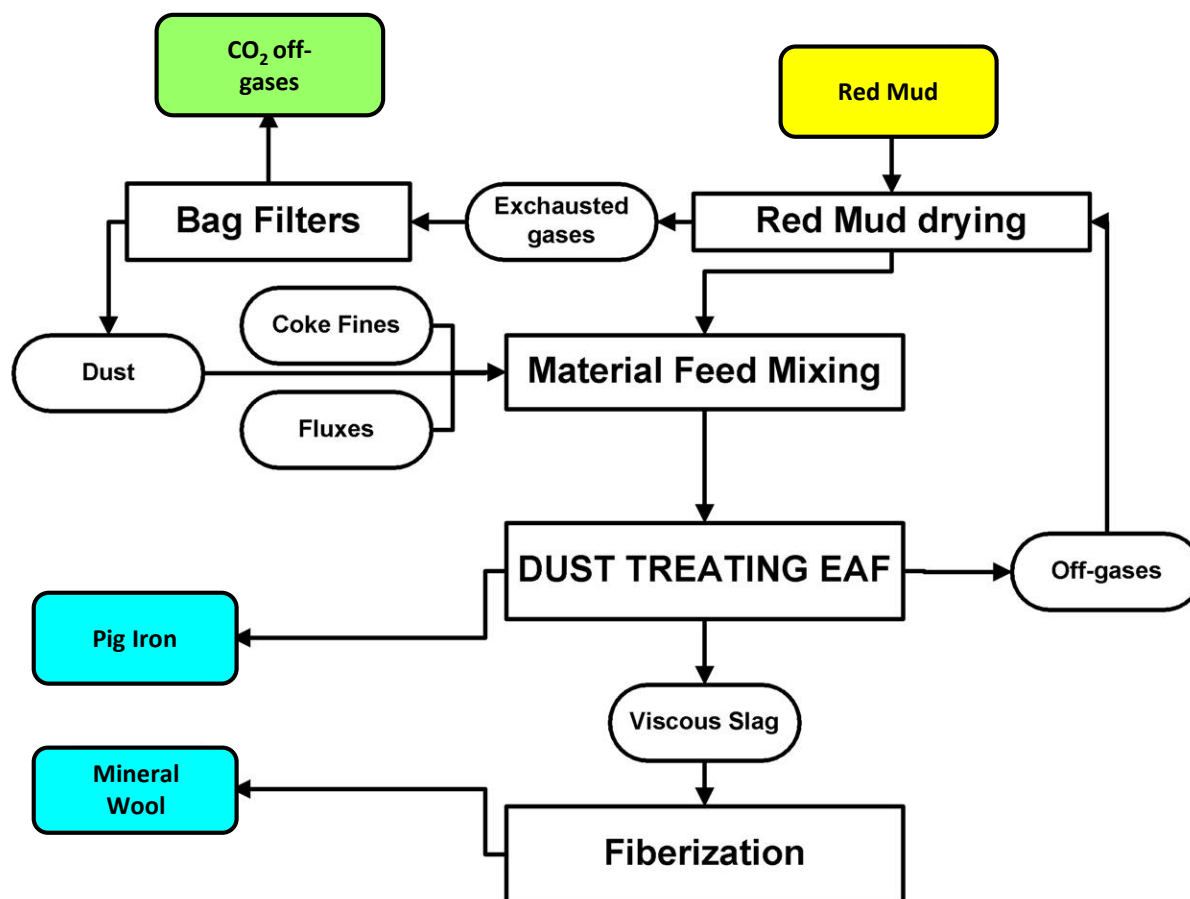 CO₂ off-
gases
Red Mud
Bag Filters
Exchausted
gases
Red Mud drying
Coke Fines
Dust
Material Feed Mixing
Fluxes
DUST TREATING EAF
Off-gases
Pig Iron
Viscous Slag
Mineral
Wool
Fiberization